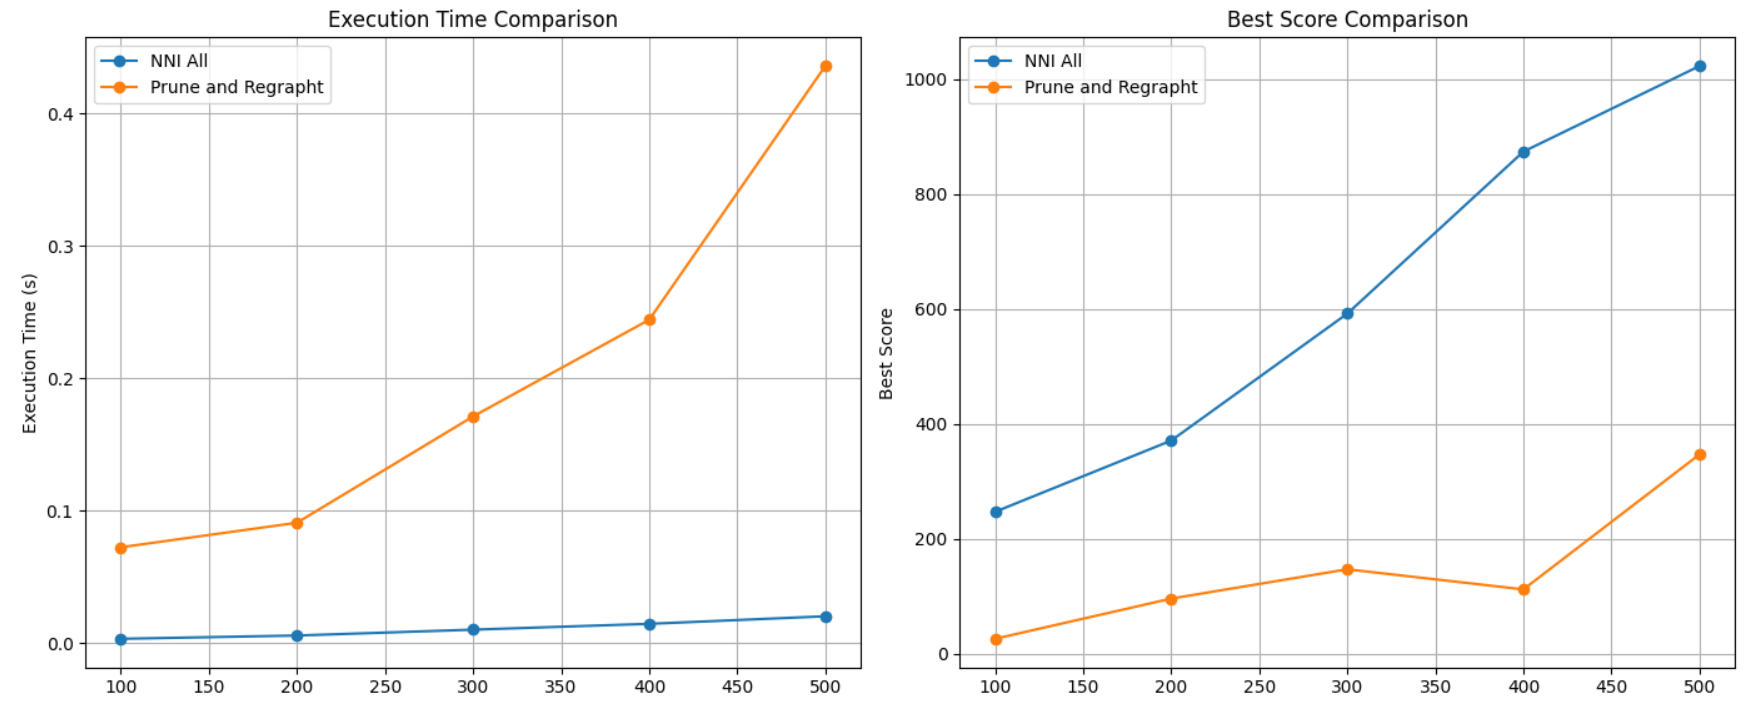 Execution Time Comparison
NNI All
Prune and Regrapht
Execution Time (s)
0.4
0.3
0.2
0.1
0.0
100 150 200 250 300 350 400 450 500
Best Score Comparison
NNI All
Prune and Regrapht
Best Score
1000
800
600
400
200
0
100 150 200 250 300 350 400 450 500